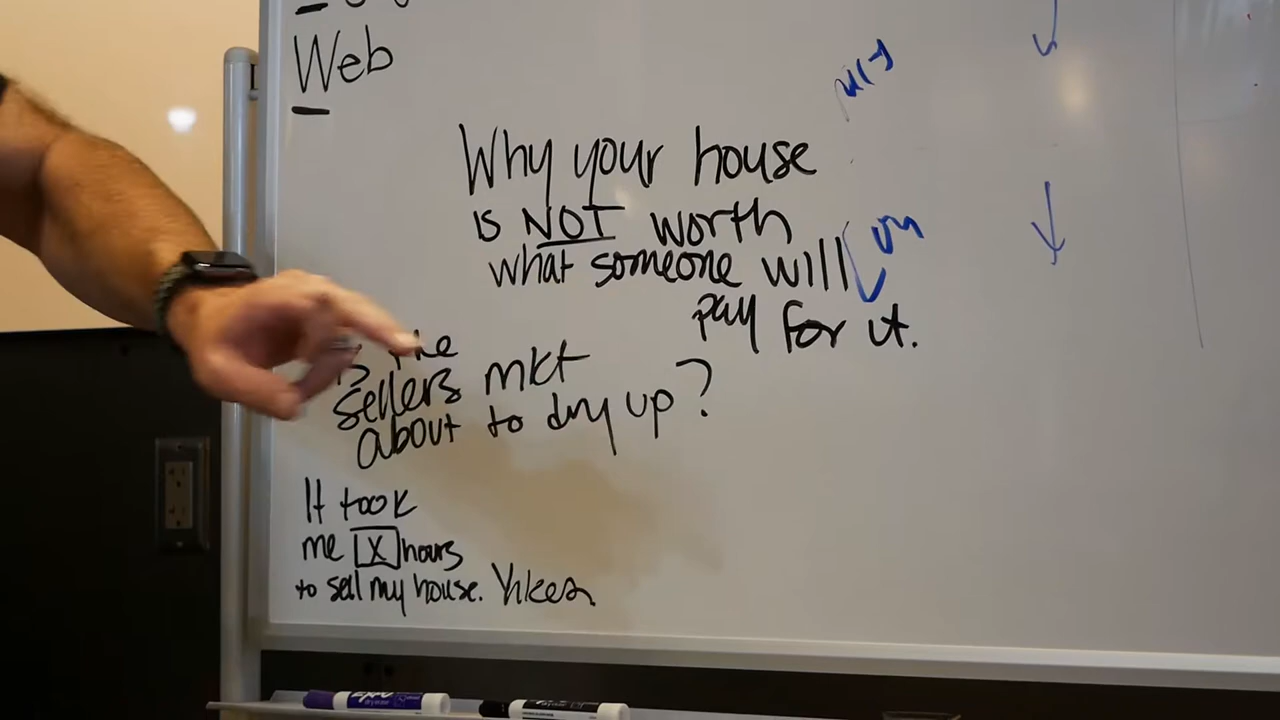 Web
Why your house
is NOT worth
what someone will
pay for it.
the
sellers mkt
about to dry up?
It took
me X hours
to sell my house. Yikes